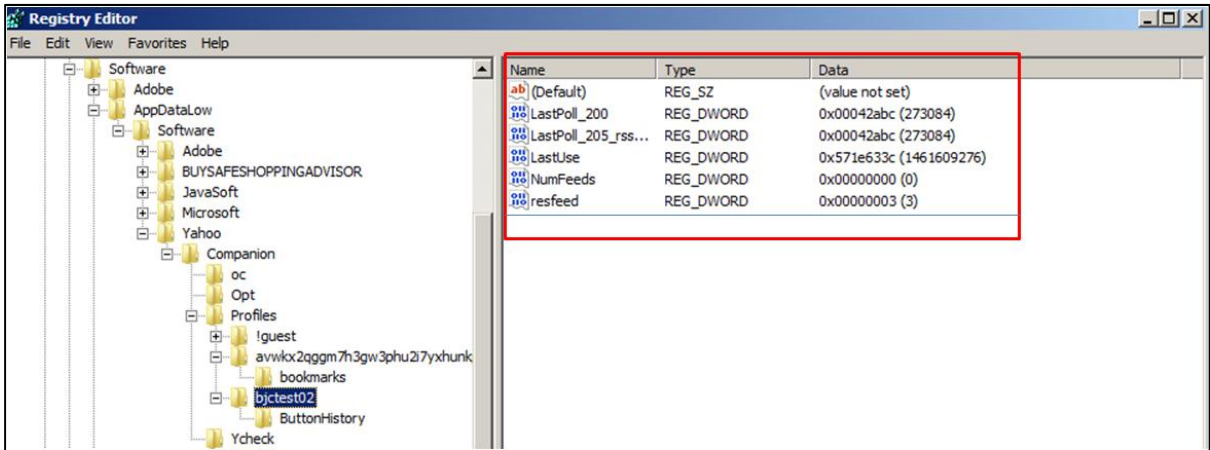 Registry Editor
File Edit View Favorites Help
Software
Adobe
AppDataLow
Software
Adobe
BUYSAFESHOPPINGADVISOR
JavaSoft
Microsoft
Yahoo
Companion
oc
Opt
Profiles
!guest
avwkx2qggm7h3gw3phu2i7yxhunk
bookmarks
bjctest02
ButtonHistory
Ycheck
Name Type Data
ab (Default) REG_SZ (value not set)
LastPoll_200 REG_DWORD 0x00042abc (273084)
LastPoll_205_rss... REG_DWORD 0x00042abc (273084)
LastUse REG_DWORD 0x571e633c (1461609276)
NumFeeds REG_DWORD 0x00000000 (0)
resfeed REG_DWORD 0x00000003 (3)